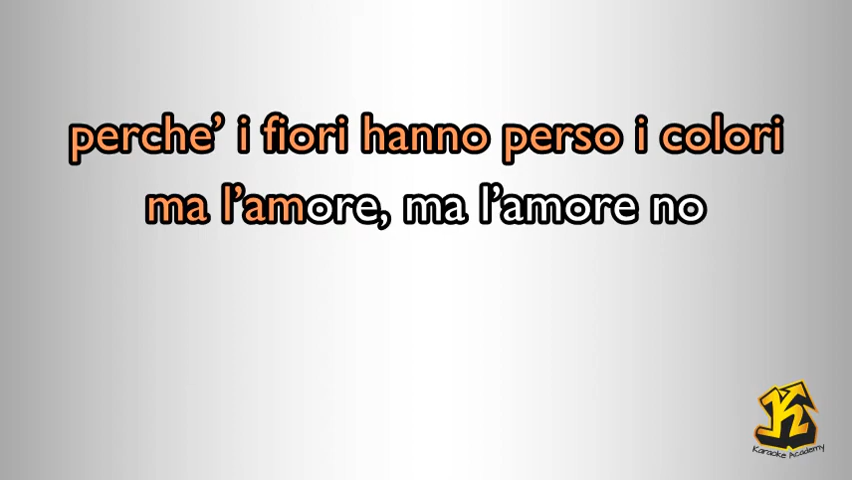 perche’ i fiori hanno perso i colori
ma l’amore, ma l’amore no
K
Karaoke Academy